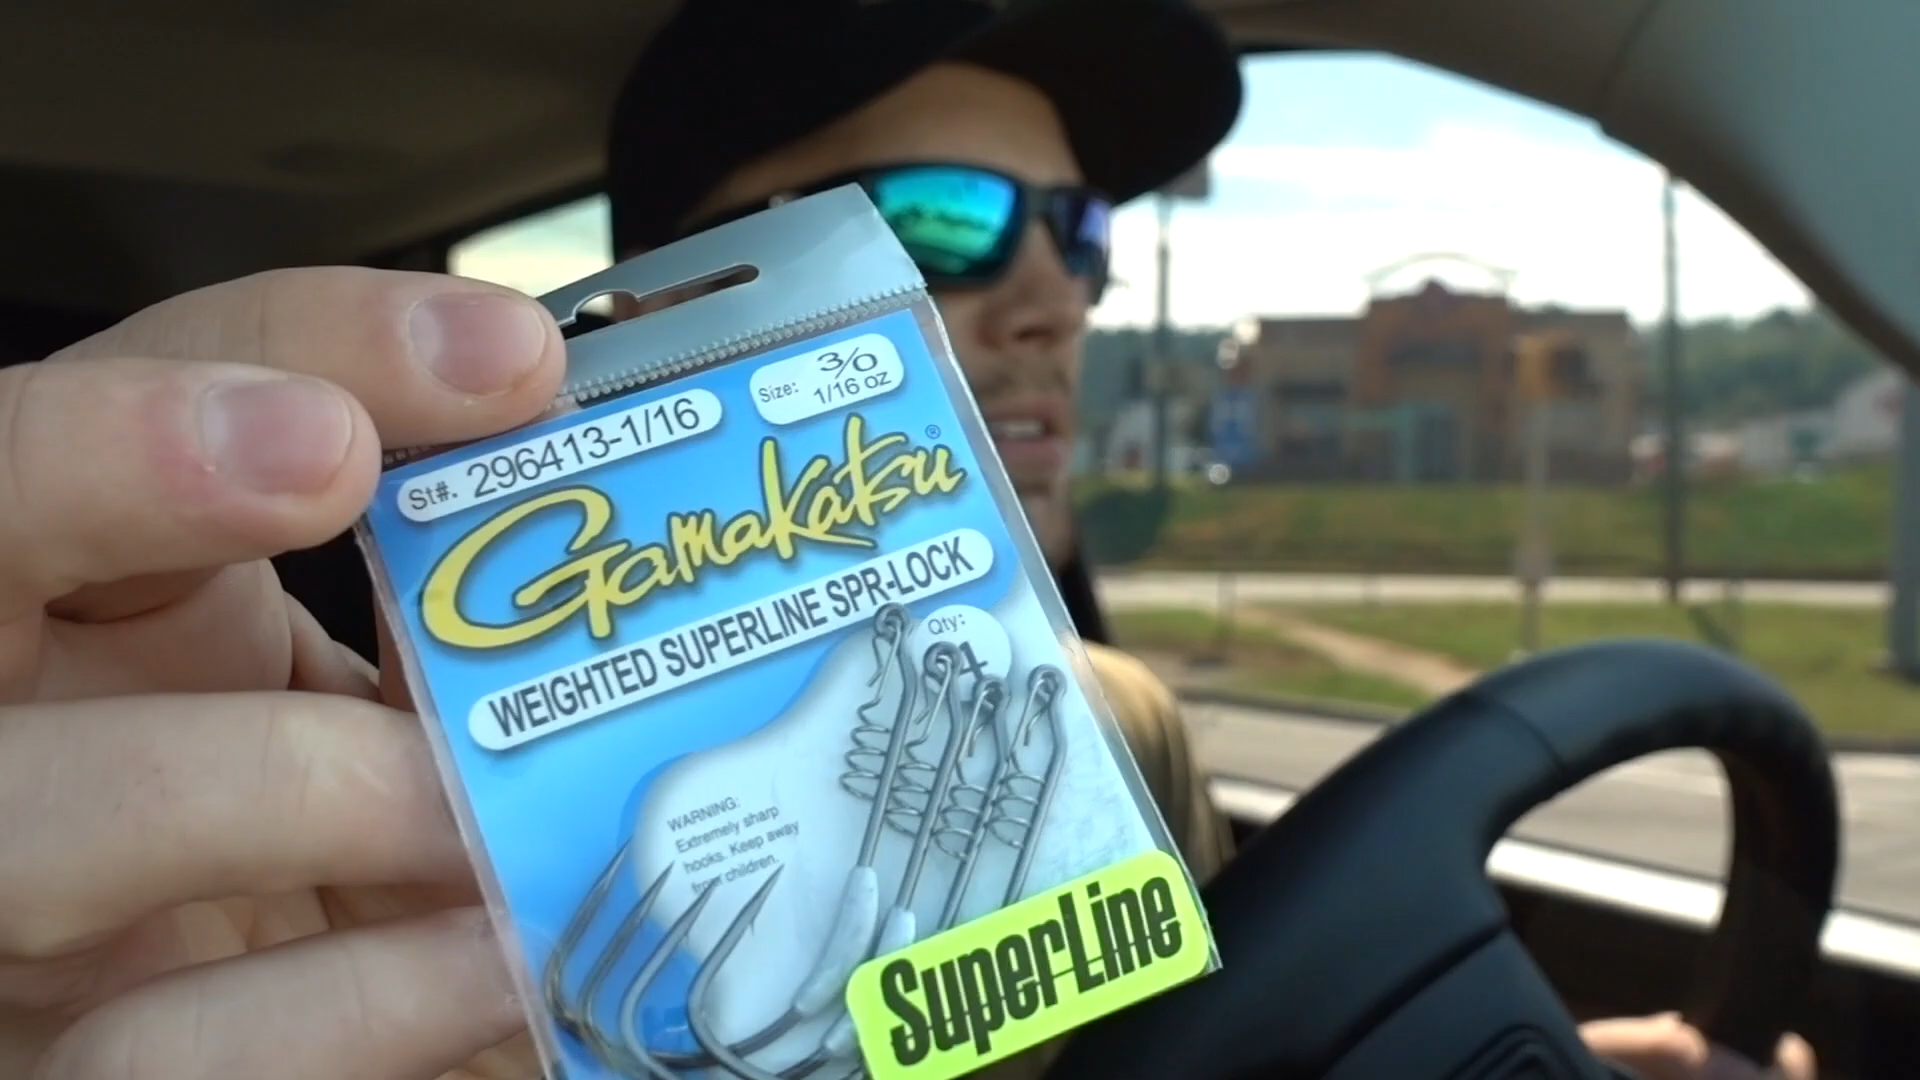 St#. 296413-1/16
Size: 3/0
1/16 oz
Gamakatsu®
WEIGHTED SUPERLINE SPR-LOCK
Qty:
4
WARNING:
Extremely sharp
hooks. Keep away
from children.
SuperLine